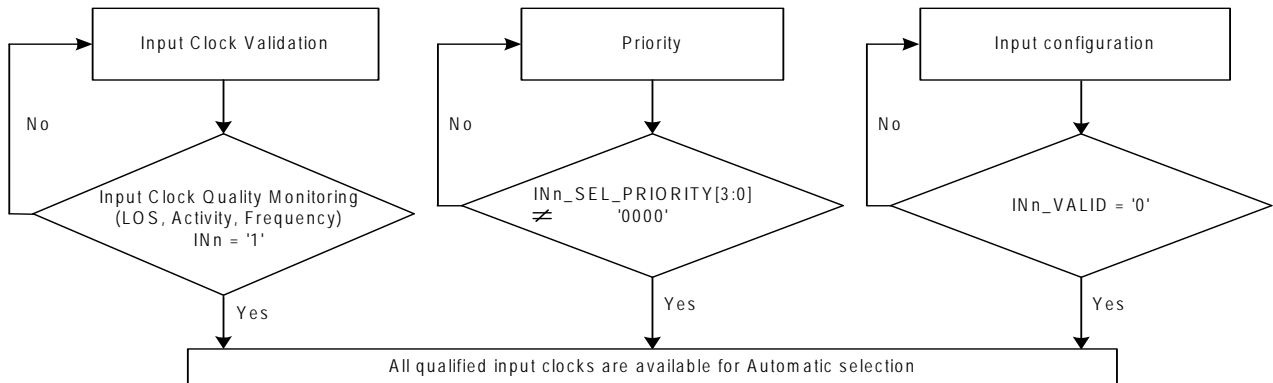 Input Clock Validation
Priority
Input configuration
No
No
No
Input Clock Quality Monitoring
(LOS, Activity, Frequency)
INn = '1'
INn_SEL_PRIORITY[3:0]
≠ '0000'
INn_VALID = '0'
Yes
Yes
Yes
All qualified input clocks are available for Automatic selection